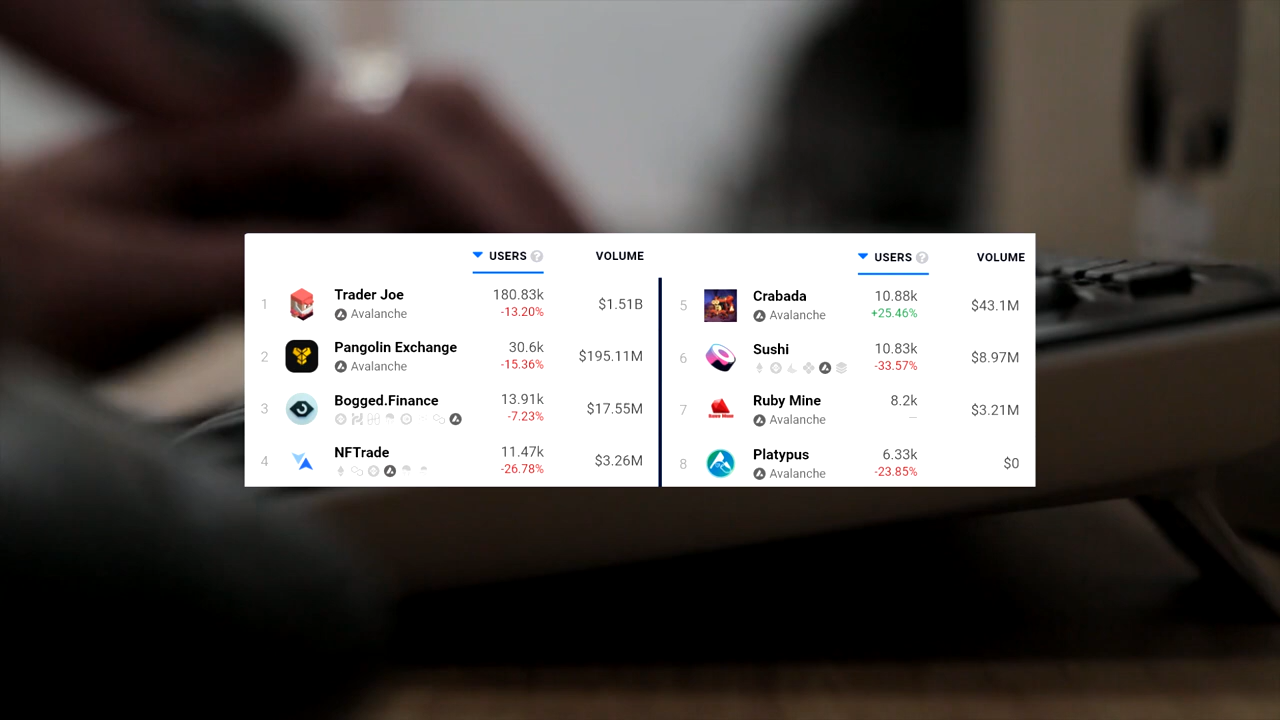 USERS ? VOLUME
1 Trader Joe 180.83k $1.51B
Avalanche -13.20%
2 Pangolin Exchange 30.6k $195.11M
Avalanche -15.36%
3 Bogged.Finance 13.91k $17.55M
-7.23%
4 NFTrade 11.47k $3.26M
-26.78%
USERS ? VOLUME
5 Crabada 10.88k $43.1M
Avalanche +25.46%
6 Sushi 10.83k $8.97M
-33.57%
7 Ruby Mine 8.2k $3.21M
Avalanche —
8 Platypus 6.33k $0
Avalanche -23.85%